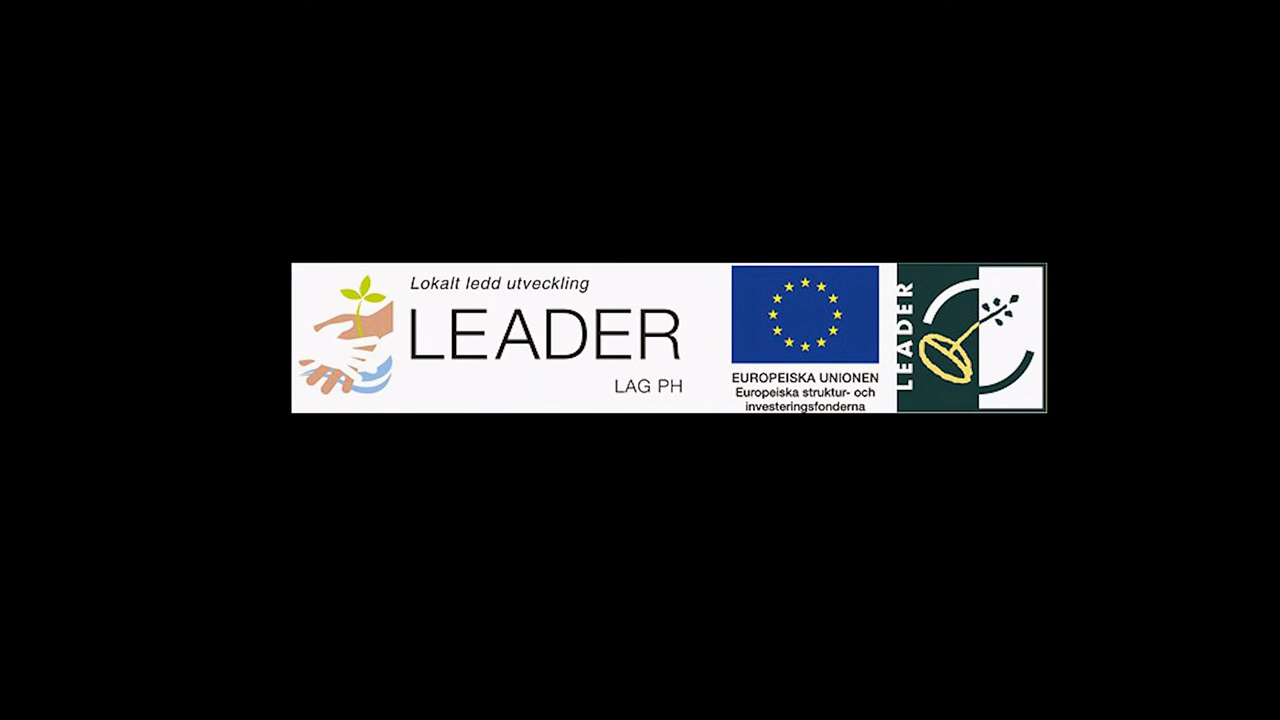 Lokalt ledd utveckling
LEADER
LAG PH
EUROPEISKA UNIONEN
Europeiska struktur- och
investeringsfonderna
LEADER